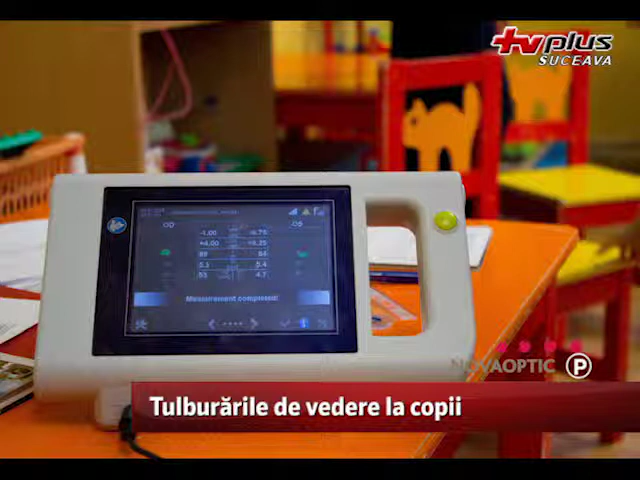 tvplus
SUCEAVA
OD
OS
-1.00
+6.75
+4.00
+6.25
89
84
5.3
5.4
53
4.7
Measurement completed!
NOVAOPTIC P
Tulburările de vedere la copii